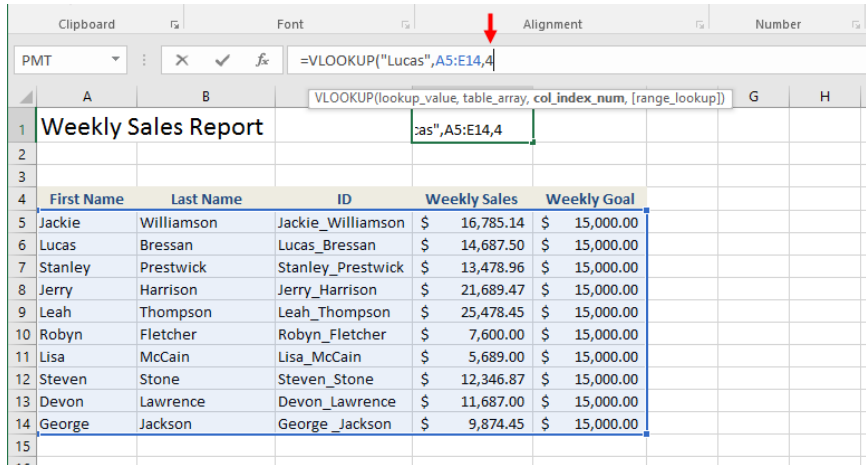 Clipboard Font Alignment Number
PMT =VLOOKUP("Lucas",A5:E14,4
VLOOKUP(lookup_value, table_array, col_index_num, [range_lookup])
A B G H
1 Weekly Sales Report :as",A5:E14,4
2
3
4 First Name Last Name ID Weekly Sales Weekly Goal
5 Jackie Williamson Jackie_Williamson $ 16,785.14 $ 15,000.00
6 Lucas Bressan Lucas_Bressan $ 14,687.50 $ 15,000.00
7 Stanley Prestwick Stanley_Prestwick $ 13,478.96 $ 15,000.00
8 Jerry Harrison Jerry_Harrison $ 21,689.47 $ 15,000.00
9 Leah Thompson Leah_Thompson $ 25,478.45 $ 15,000.00
10 Robyn Fletcher Robyn_Fletcher $ 7,600.00 $ 15,000.00
11 Lisa McCain Lisa_McCain $ 5,689.00 $ 15,000.00
12 Steven Stone Steven_Stone $ 12,346.87 $ 15,000.00
13 Devon Lawrence Devon_Lawrence $ 11,687.00 $ 15,000.00
14 George Jackson George _Jackson $ 9,874.45 $ 15,000.00
15